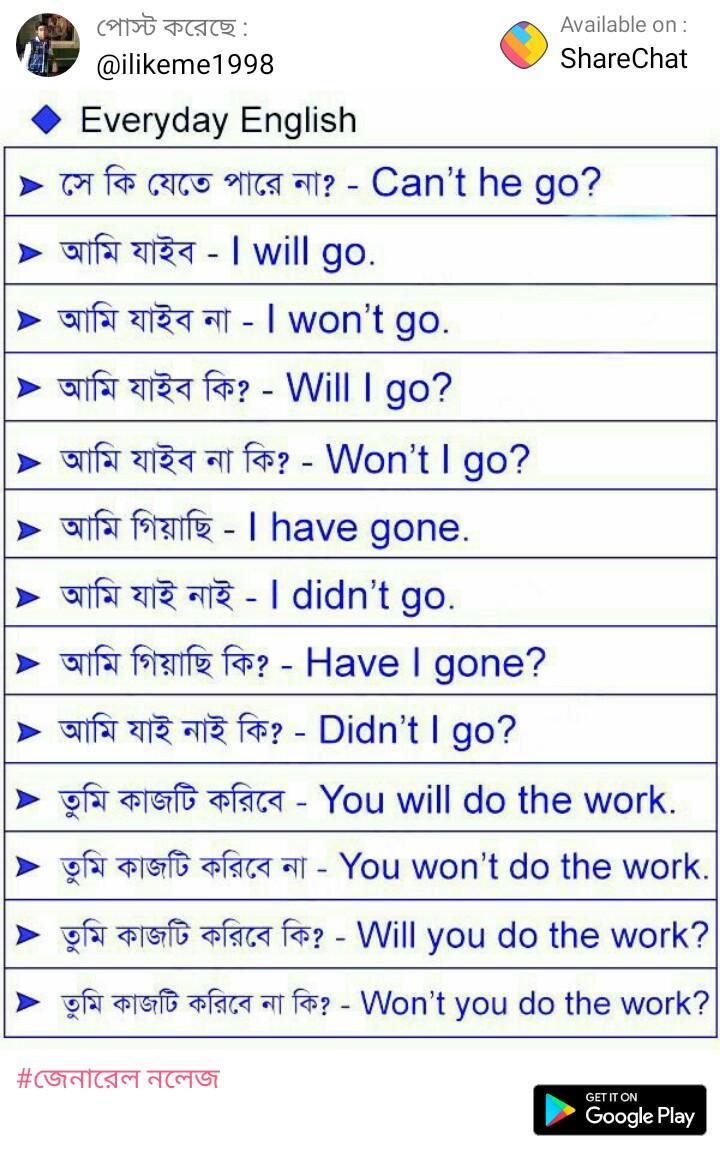 পোস্ট করেছে :
@ilikeme1998
Available on :
ShareChat
Everyday English
সে কি যেতে পারে না? - Can't he go?
আমি যাইব - I will go.
আমি যাইব না - I won't go.
আমি যাইব কি? - Will I go?
আমি যাইব না কি? - Won't I go?
আমি গিয়াছি - I have gone.
আমি যাই নাই - I didn't go.
আমি গিয়াছি কি? - Have I gone?
আমি যাই নাই কি? - Didn't I go?
তুমি কাজটি করিবে - You will do the work.
তুমি কাজটি করিবে না - You won't do the work.
তুমি কাজটি করিবে কি? - Will you do the work?
তুমি কাজটি করিবে না কি? - Won't you do the work?
#জেনারেল নলেজ
GET IT ON
Google Play